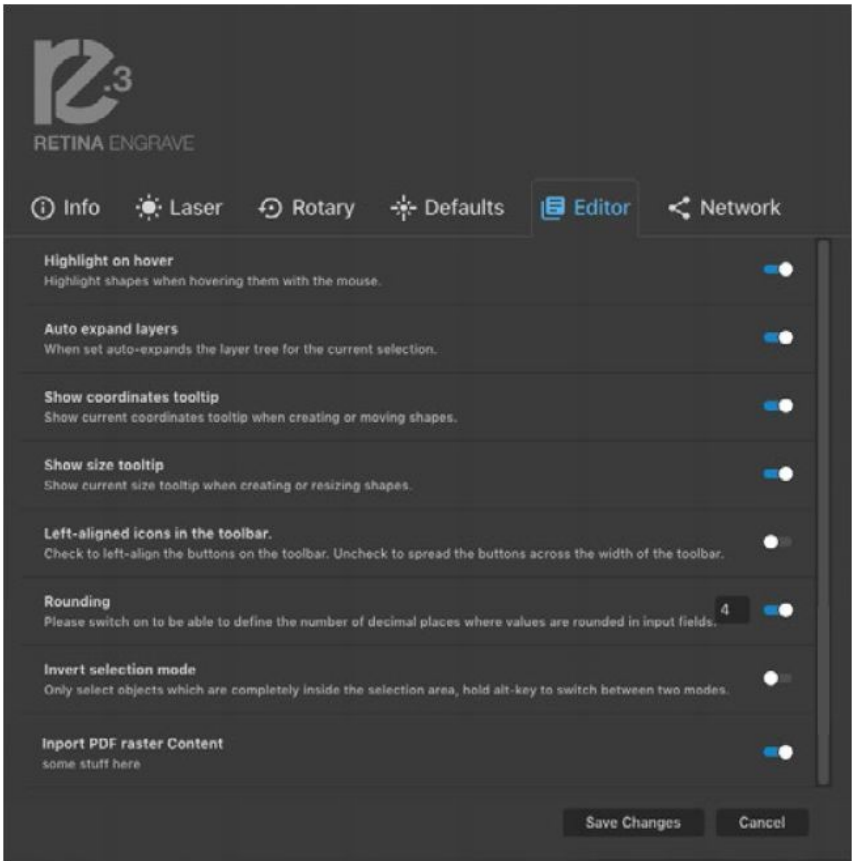 re.3
RETINA ENGRAVE
Info Laser Rotary Defaults Editor Network
Highlight on hover
Highlight shapes when hovering them with the mouse.
Auto expand layers
When set auto-expands the layer tree for the current selection.
Show coordinates tooltip
Show current coordinates tooltip when creating or moving shapes.
Show size tooltip
Show current size tooltip when creating or resizing shapes.
Left-aligned icons in the toolbar.
Check to left-align the buttons on the toolbar. Uncheck to spread the buttons across the width of the toolbar.
Rounding
Please switch on to be able to define the number of decimal places where values are rounded in input fields. 4
Invert selection mode
Only select objects which are completely inside the selection area, hold alt-key to switch between two modes.
Inport PDF raster Content
some stuff here
Save Changes Cancel